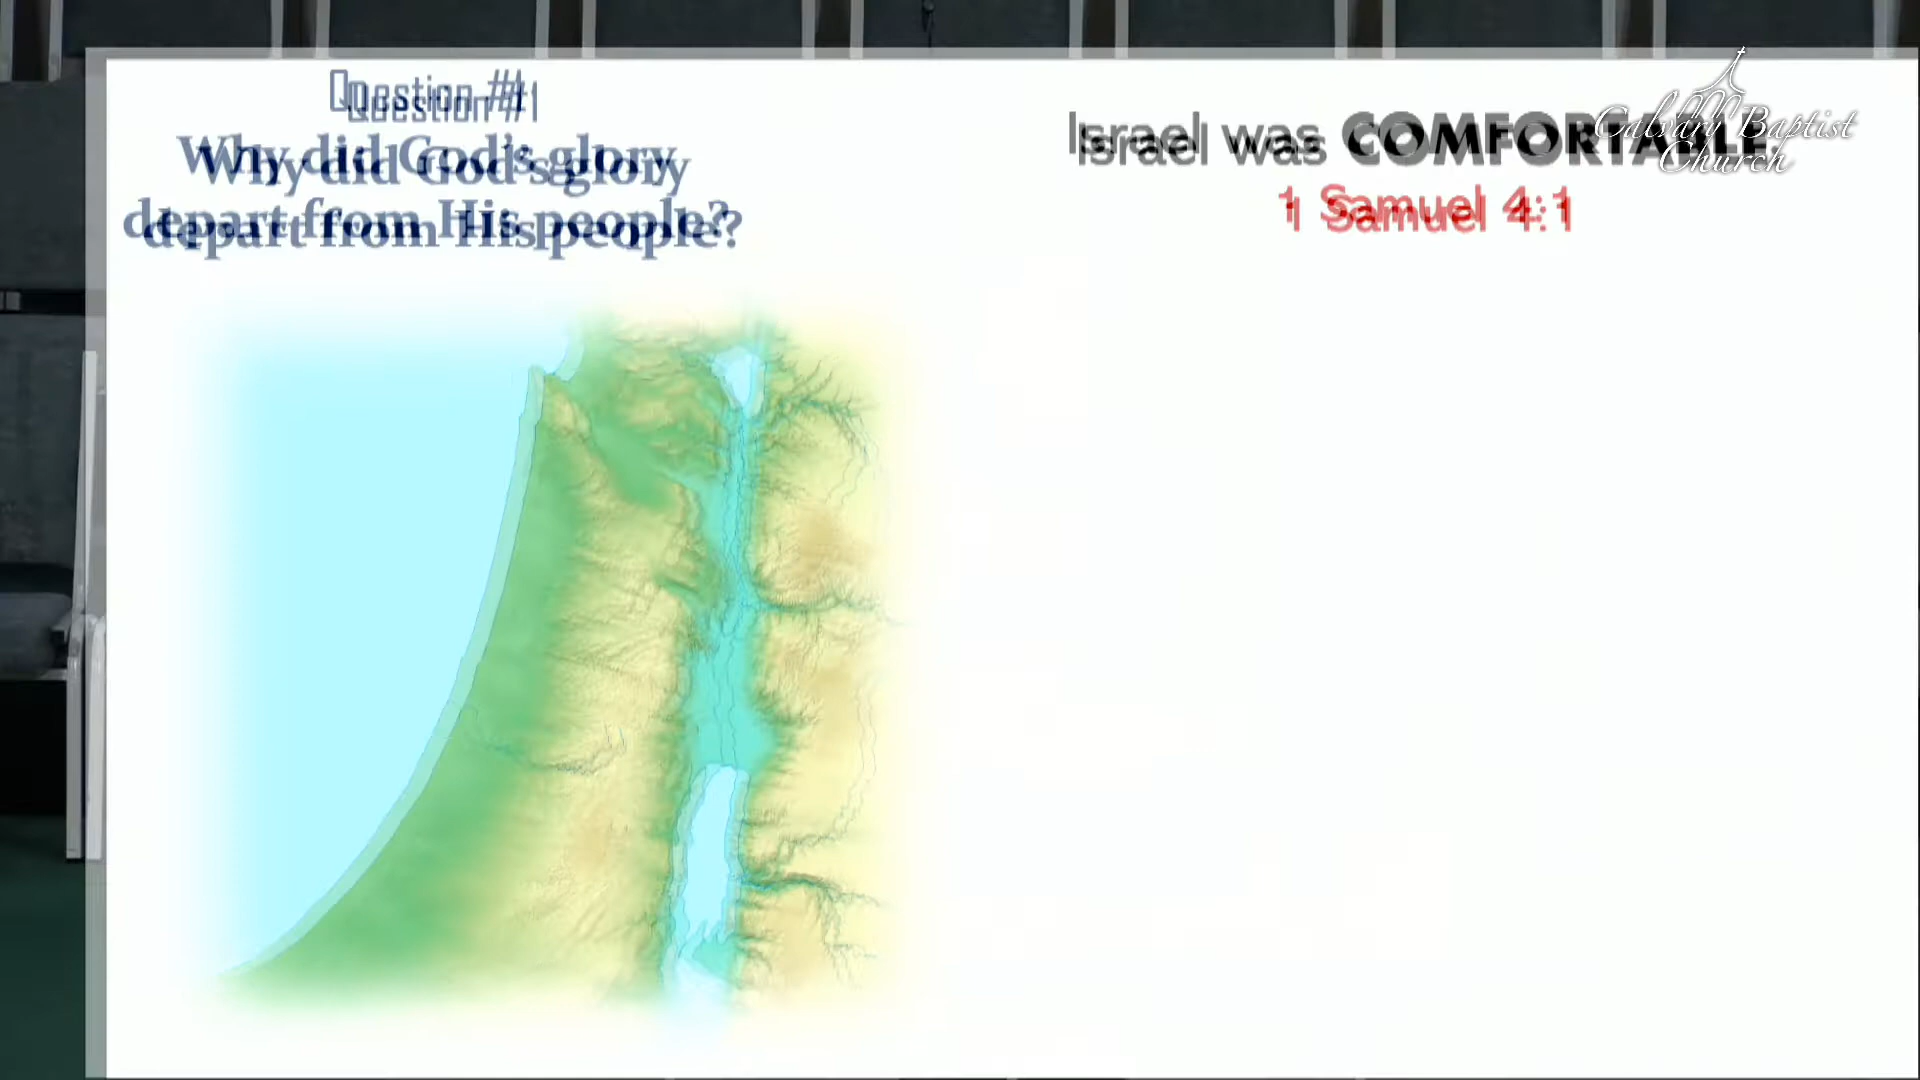 Question #1
Why did God's glory
depart from His people?
Israel was COMFORTABLE.
1 Samuel 4:1
Calvary Baptist
Church